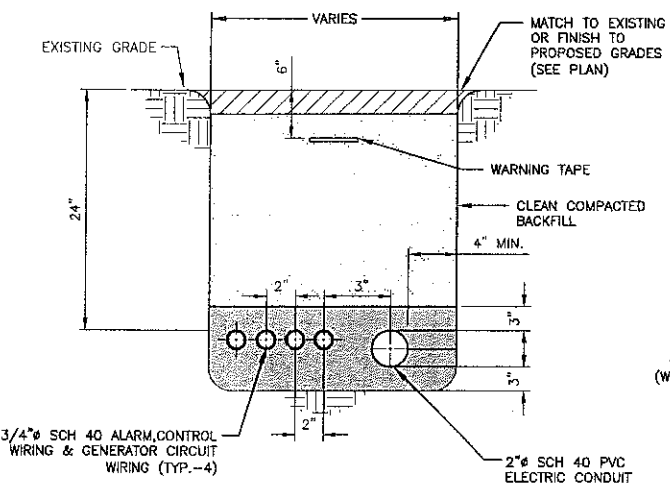 VARIES
MATCH TO EXISTING
OR FINISH TO
PROPOSED GRADES
(SEE PLAN)
EXISTING GRADE
6"
WARNING TAPE
24"
CLEAN COMPACTED
BACKFILL
4" MIN.
2"
3"
3"
3"
(W
2"
3/4"ø SCH 40 ALARM,CONTROL
WIRING & GENERATOR CIRCUIT
WIRING (TYP.-4)
2"ø SCH 40 PVC
ELECTRIC CONDUIT